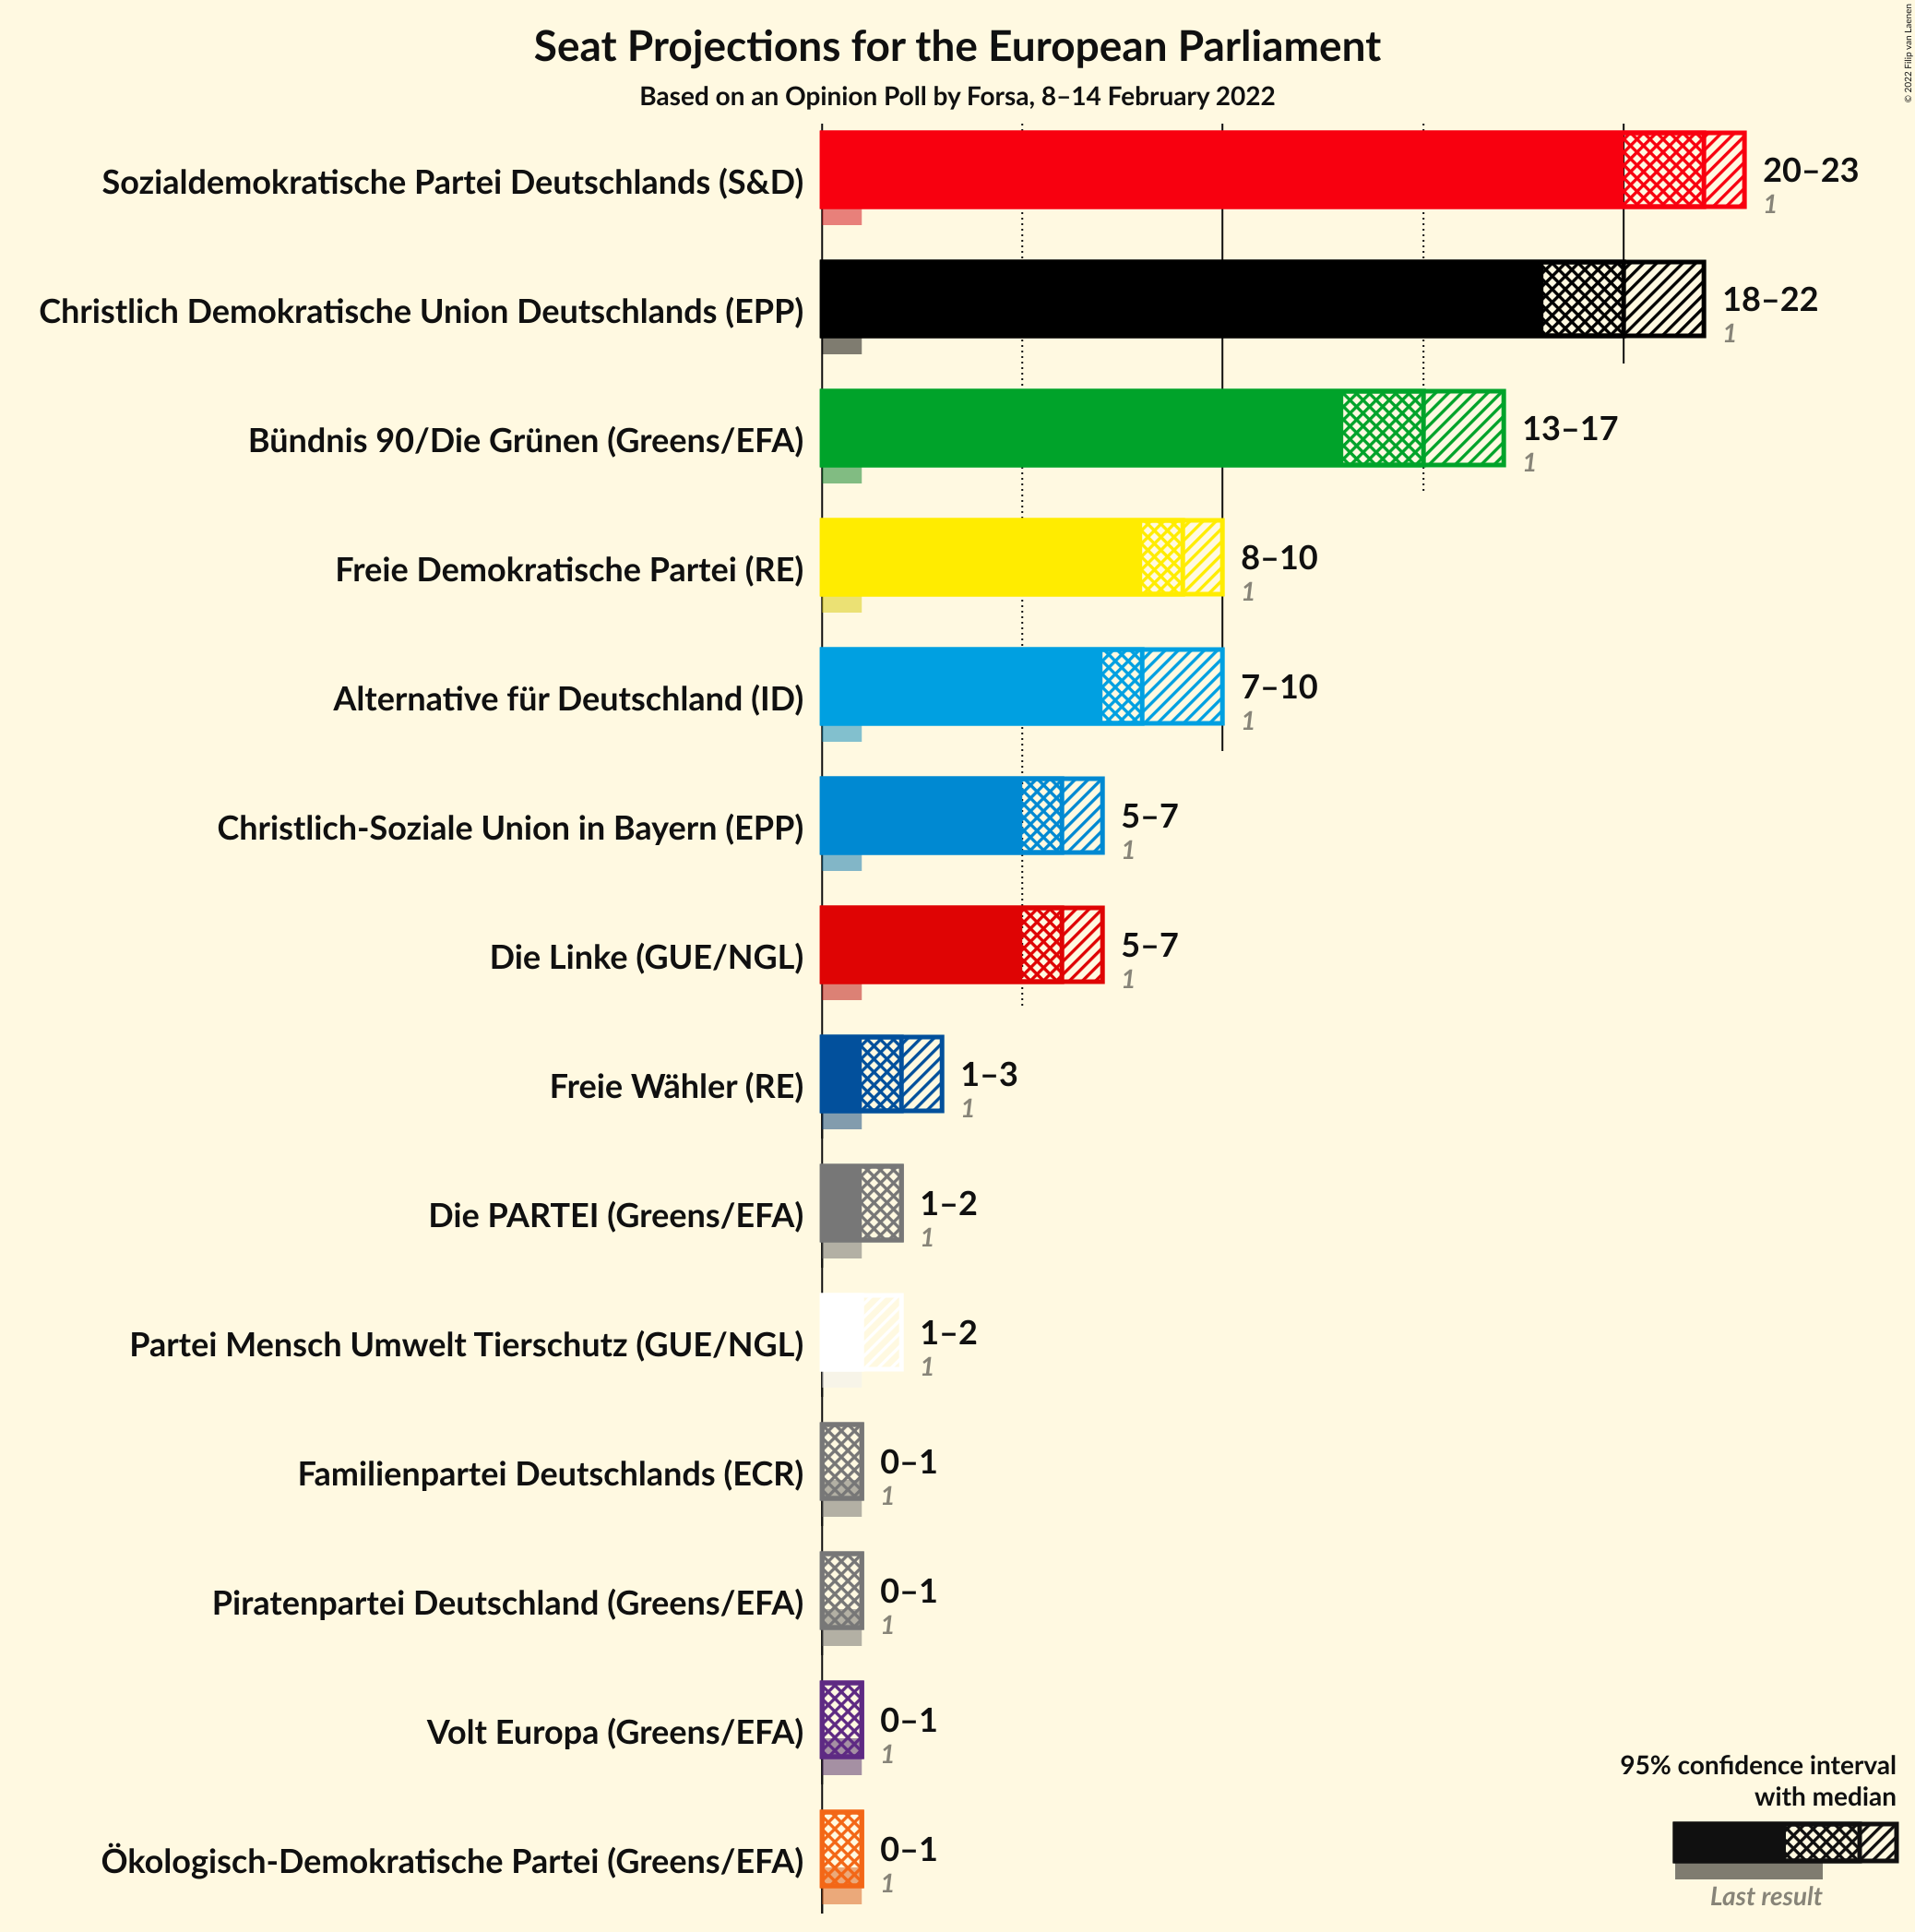 Seat Projections for the European Parliament
Based on an Opinion Poll by Forsa, 8–14 February 2022
© 2022 Filip van Laenen
Sozialdemokratische Partei Deutschlands (S&D)
20–23
1
Christlich Demokratische Union Deutschlands (EPP)
18–22
1
Bündnis 90/Die Grünen (Greens/EFA)
13–17
1
Freie Demokratische Partei (RE)
8–10
1
Alternative für Deutschland (ID)
7–10
1
Christlich-Soziale Union in Bayern (EPP)
5–7
1
Die Linke (GUE/NGL)
5–7
1
Freie Wähler (RE)
1–3
1
Die PARTEI (Greens/EFA)
1–2
1
Partei Mensch Umwelt Tierschutz (GUE/NGL)
1–2
1
Familienpartei Deutschlands (ECR)
0–1
1
Piratenpartei Deutschland (Greens/EFA)
0–1
1
Volt Europa (Greens/EFA)
0–1
1
Ökologisch-Demokratische Partei (Greens/EFA)
0–1
1
95% confidence interval
with median
Last result